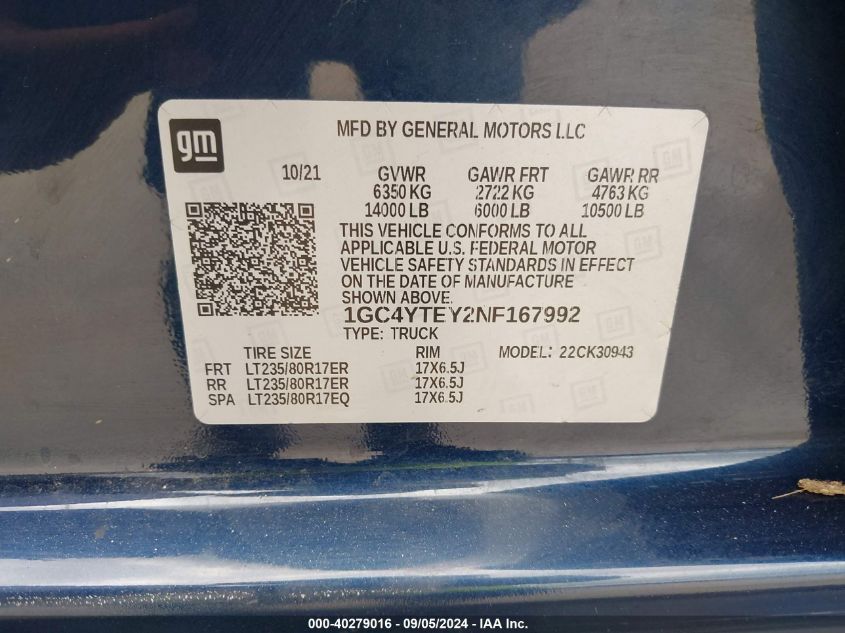 gm
MFD BY GENERAL MOTORS LLC
10/21 GVWR GAWR FRT GAWR RR
6350 KG 2722 KG 4763 KG
14000 LB 6000 LB 10500 LB
THIS VEHICLE CONFORMS TO ALL
APPLICABLE U.S. FEDERAL MOTOR
VEHICLE SAFETY STANDARDS IN EFFECT
ON THE DATE OF MANUFACTURE
SHOWN ABOVE.
1GC4YTEY2NF167992
TYPE: TRUCK
TIRE SIZE RIM MODEL: 22CK30943
FRT LT235/80R17ER 17X6.5J
RR LT235/80R17ER 17X6.5J
SPA LT235/80R17EQ 17X6.5J
000-40279016 - 09/05/2024 - IAA, Inc.